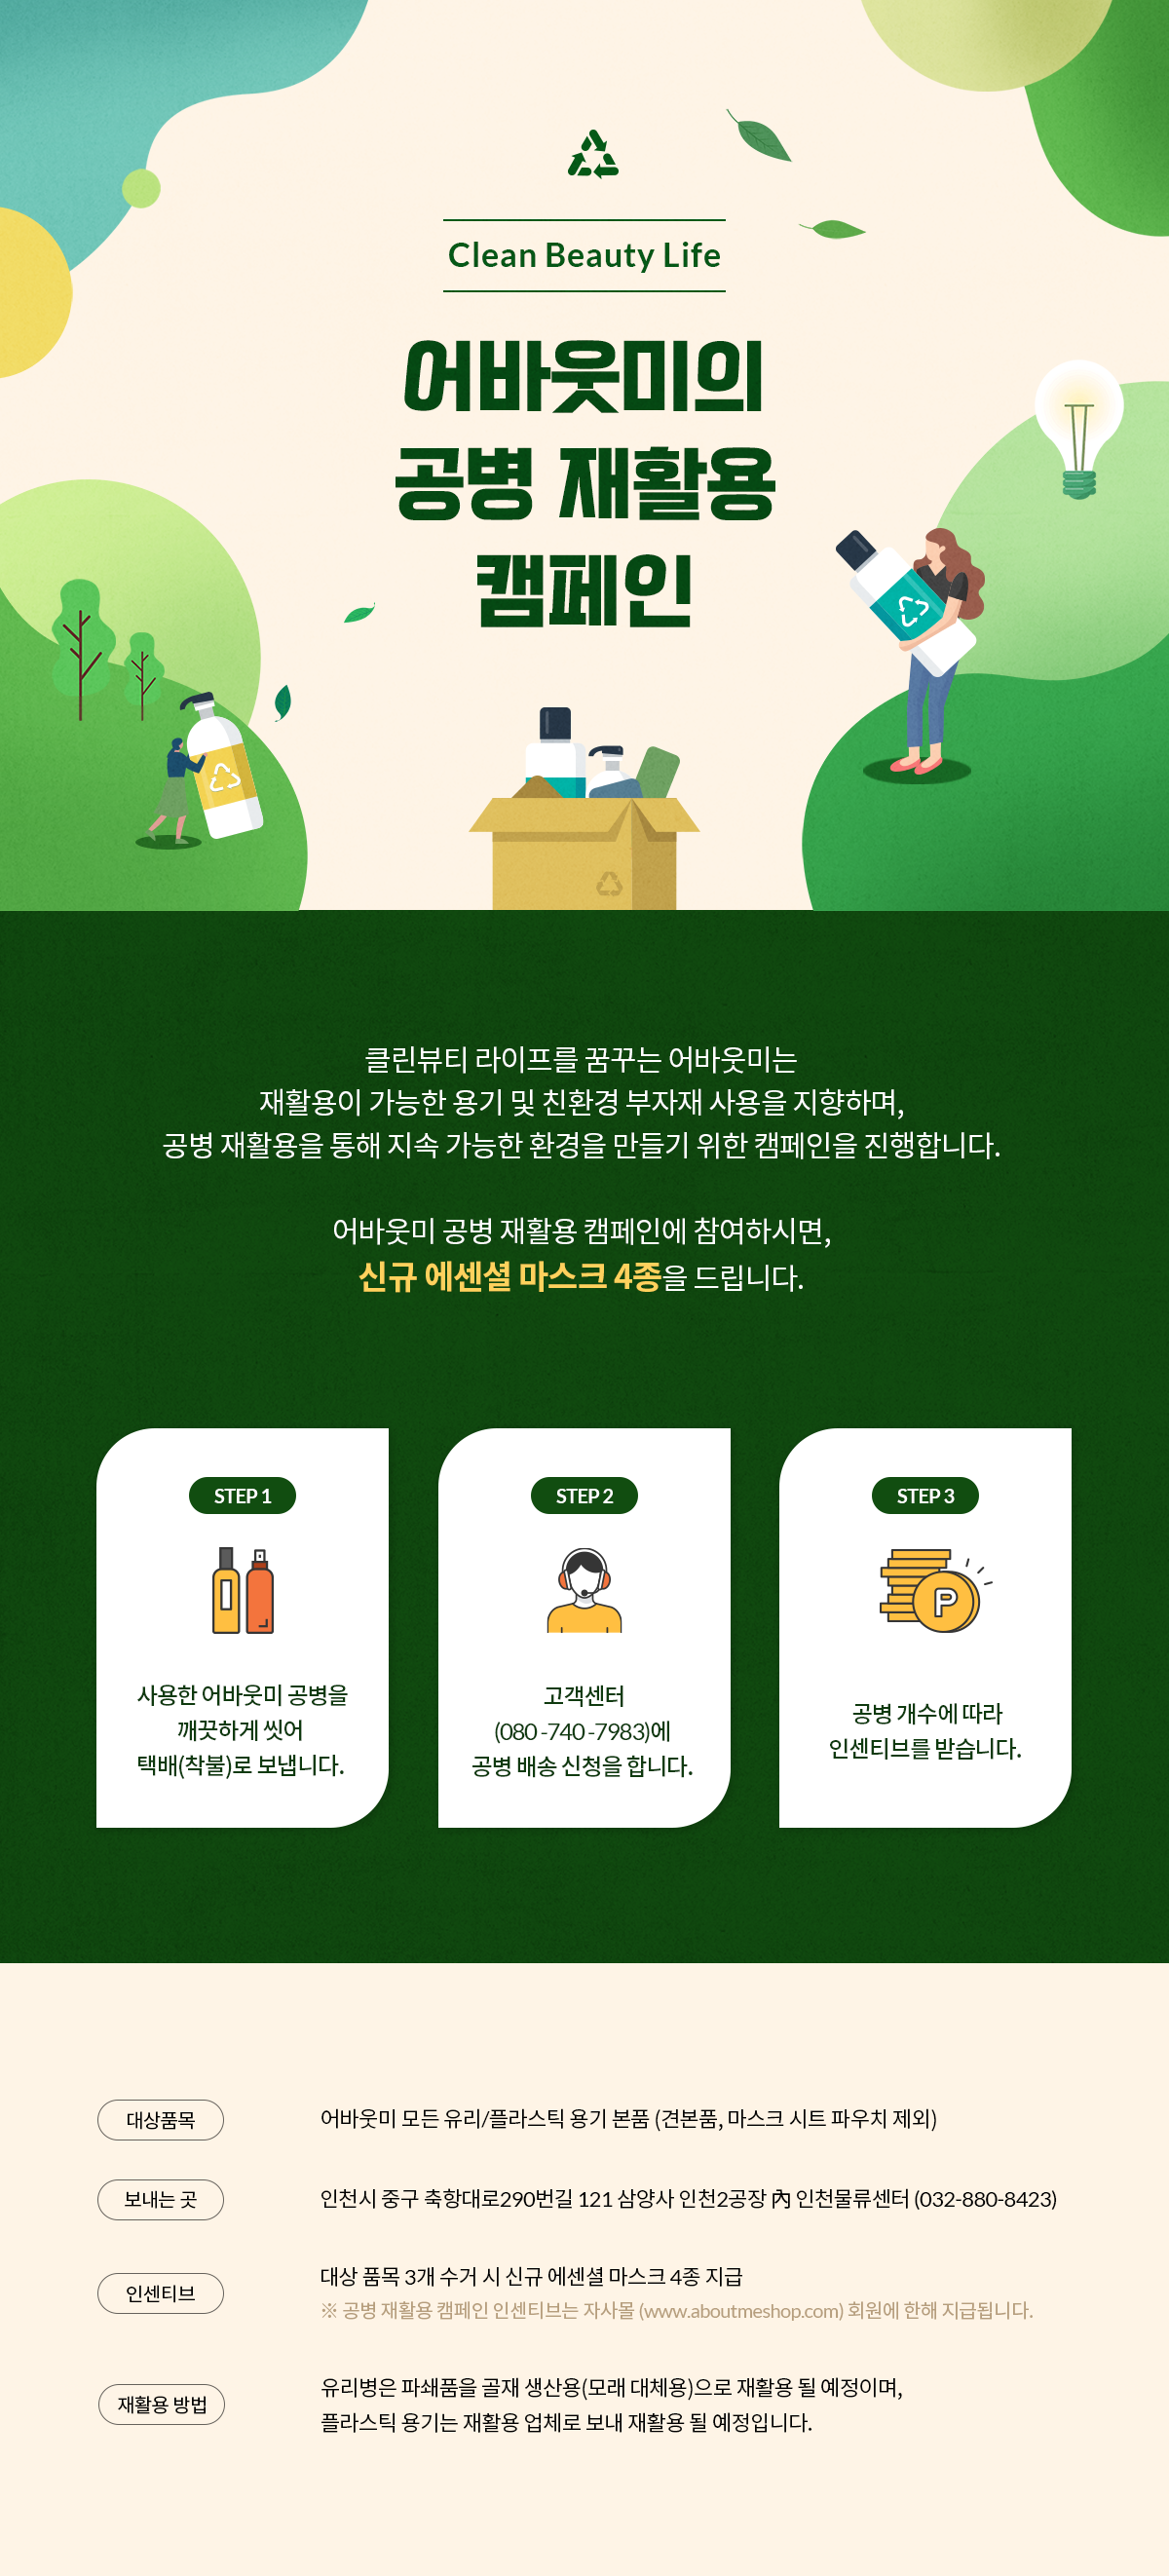 Clean Beauty Life
어바웃미의
공병 재활용
캠페인
클린뷰티 라이프를 꿈꾸는 어바웃미는
재활용이 가능한 용기 및 친환경 부자재 사용을 지향하며,
공병 재활용을 통해 지속 가능한 환경을 만들기 위한 캠페인을 진행합니다.
어바웃미 공병 재활용 캠페인에 참여하시면,
신규 에센셜 마스크 4종을 드립니다.
STEP 1
사용한 어바웃미 공병을
깨끗하게 씻어
택배(착불)로 보냅니다.
STEP 2
고객센터
(080 -740 -7983)에
공병 배송 신청을 합니다.
STEP 3
P
공병 개수에 따라
인센티브를 받습니다.
대상품목
어바웃미 모든 유리/플라스틱 용기 본품 (견본품, 마스크 시트 파우치 제외)
보내는 곳
인천시 중구 축항대로290번길 121 삼양사 인천2공장 內 인천물류센터 (032-880-8423)
인센티브
대상 품목 3개 수거 시 신규 에센셜 마스크 4종 지급
※ 공병 재활용 캠페인 인센티브는 자사몰 (www.aboutmeshop.com) 회원에 한해 지급됩니다.
재활용 방법
유리병은 파쇄품을 골재 생산용(모래 대체용)으로 재활용 될 예정이며,
플라스틱 용기는 재활용 업체로 보내 재활용 될 예정입니다.